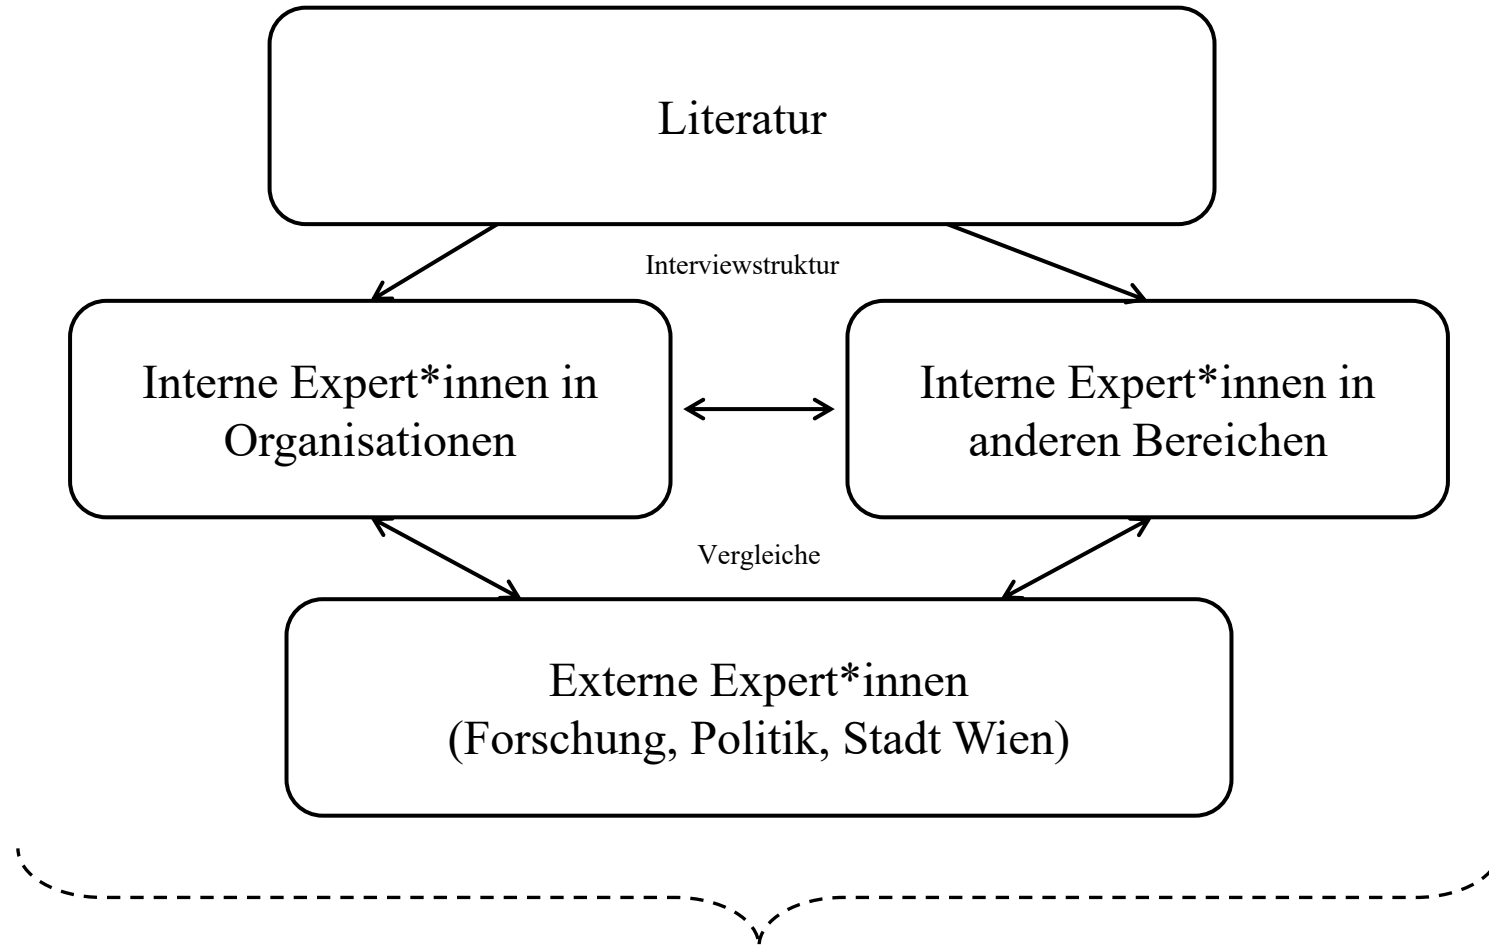 Literatur
Interviewstruktur
Interne Expert*innen in
Organisationen
Interne Expert*innen in
anderen Bereichen
Vergleiche
Externe Expert*innen
(Forschung, Politik, Stadt Wien)